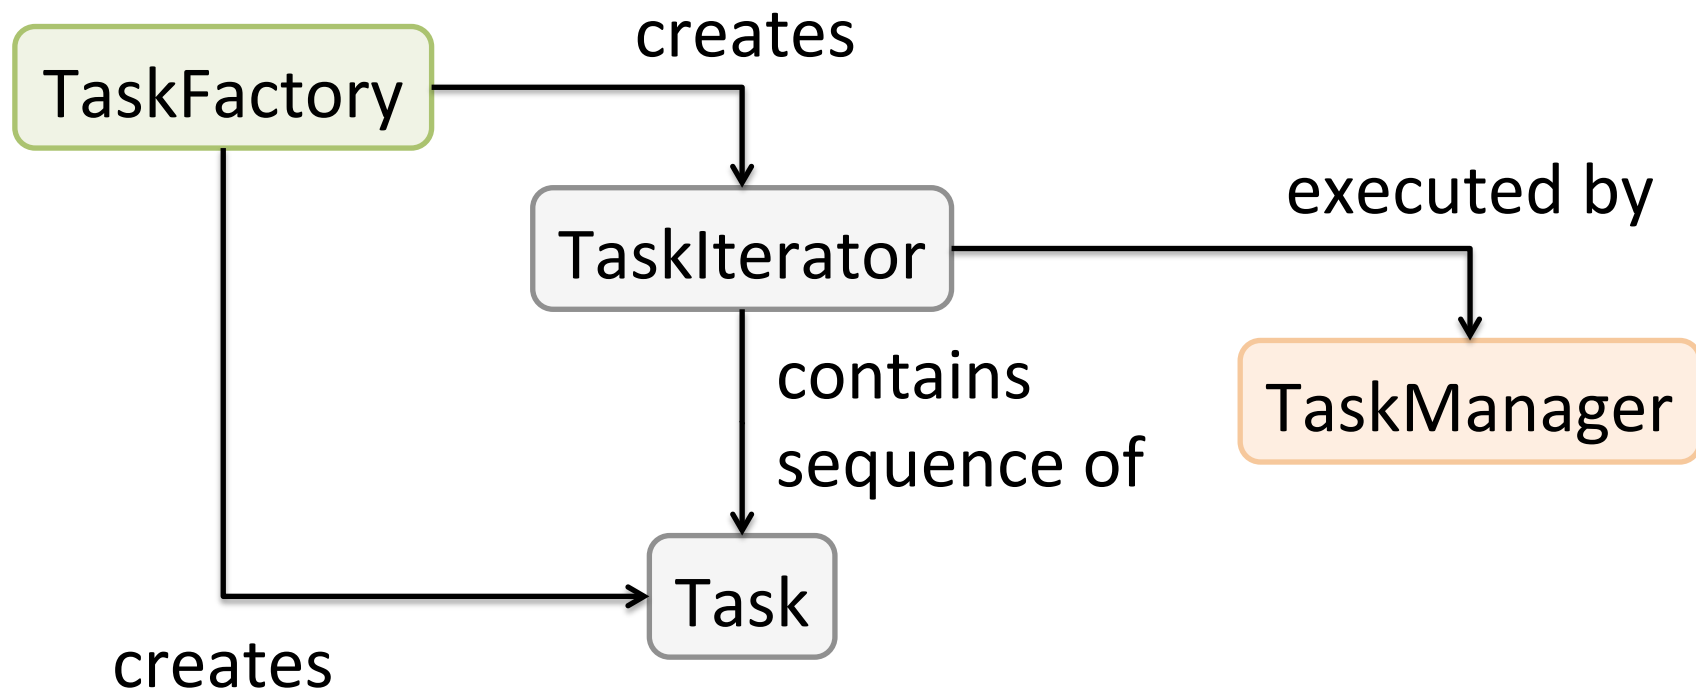 creates
TaskFactory
executed by
TaskIterator
contains
sequence of
TaskManager
Task
creates